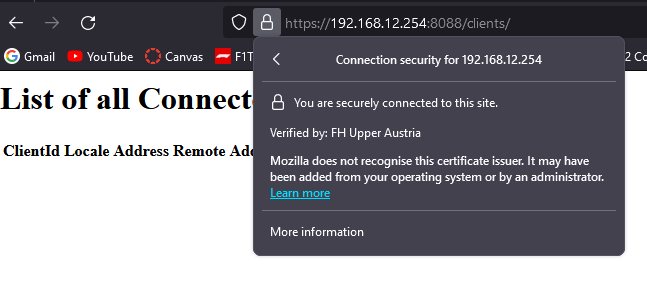 https://192.168.12.254:8088/clients/
Gmail YouTube Canvas F1T 2 Co
Connection security for 192.168.12.254
List of all Connect
You are securely connected to this site.
ClientId Locale Address Remote Add
Verified by: FH Upper Austria
Mozilla does not recognise this certificate issuer. It may have
been added from your operating system or by an administrator.
Learn more
More information